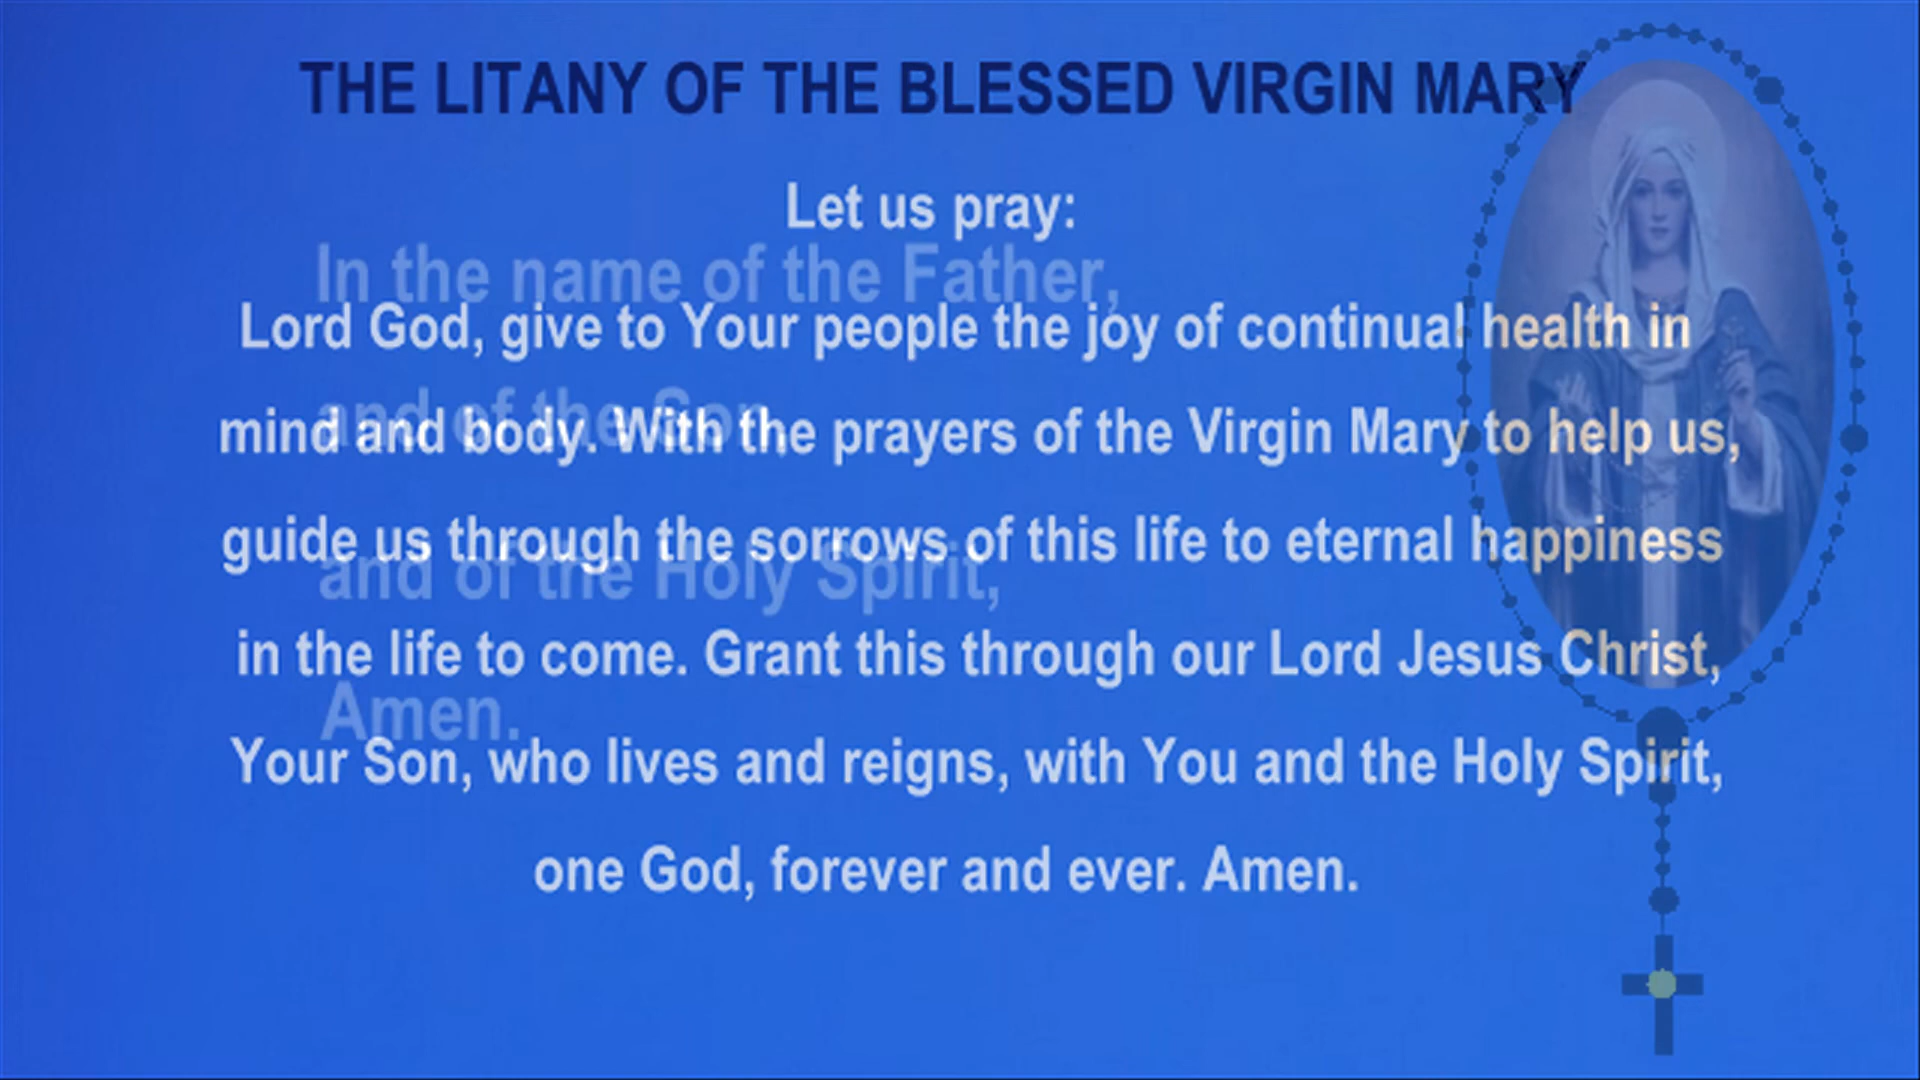 THE LITANY OF THE BLESSED VIRGIN MARY
Let us pray:
In the name of the Father,
Lord God, give to Your people the joy of continual health in
and of the Son,
mind and body. With the prayers of the Virgin Mary to help us,
guide us through the sorrows of this life to eternal happiness
and of the Holy Spirit,
in the life to come. Grant this through our Lord Jesus Christ,
Amen.
Your Son, who lives and reigns, with You and the Holy Spirit,
one God, forever and ever. Amen.